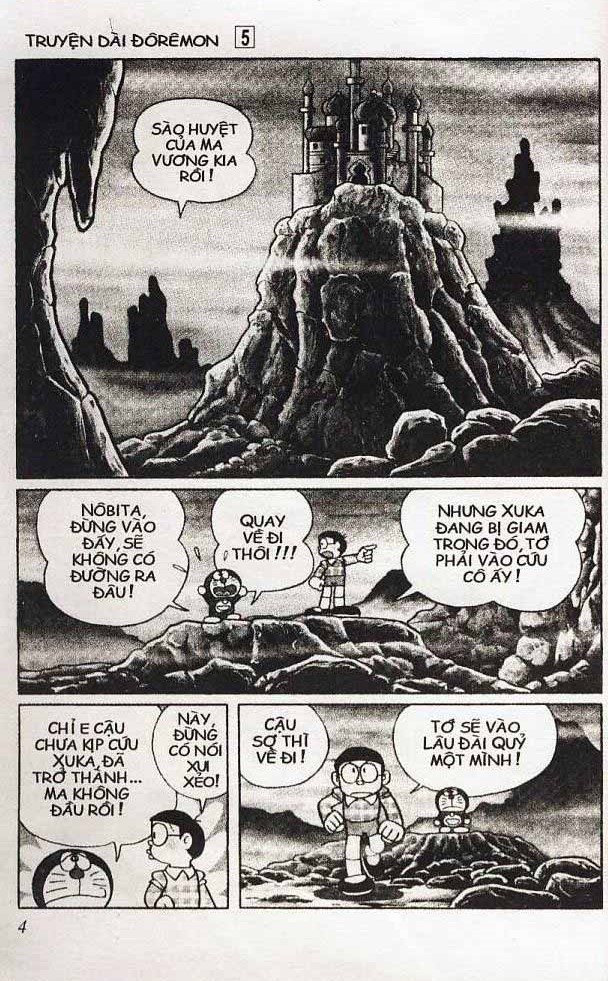 TRUYỆN DÀI ĐÔRÊMON 5
SÀO HUYỆT
CỦA MA
VƯƠNG KIA
RỒI!
NÔBITA,
ĐỪNG VÀO
ĐẤY, SẼ
KHÔNG CÓ
ĐƯỜNG RA
ĐÂU!
QUAY
VỀ ĐI
THÔI!!!
NHƯNG XUKA
ĐANG BỊ GIAM
TRONG ĐÓ, TỚ
PHẢI VÀO CỨU
CÔ ẤY!
CHỈ E CẬU
CHƯA KỊP CỨU
XUKA, ĐÃ
TRỞ THÀNH...
MA KHÔNG
ĐẦU RỒI!
NÀY,
ĐỪNG
CÓ NÓI
XUI
XẺO!
CẬU
SỢ THÌ
VỀ ĐI!
TỚ SẼ VÀO
LÂU ĐÀI QUỶ
MỘT MÌNH!
4